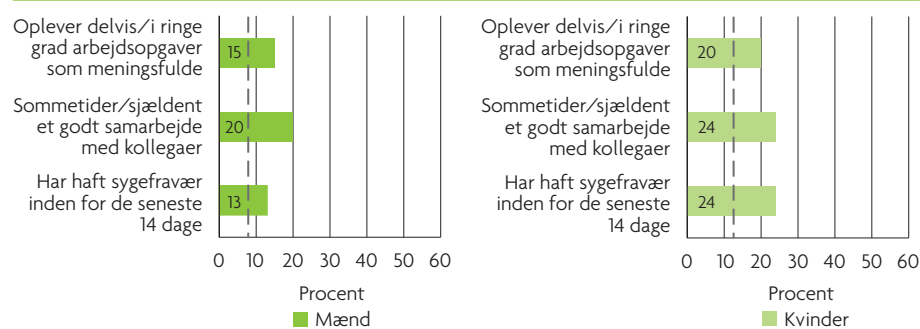 Oplever delvis/i ringe
grad arbejdsopgaver
som meningsfulde
15
Sommetider/sjældent
et godt samarbejde
med kollegaer
20
Har haft sygefravær
inden for de seneste
14 dage
13
0 10 20 30 40 50 60
Procent
Mænd
Oplever delvis/i ringe
grad arbejdsopgaver
som meningsfulde
20
Sommetider/sjældent
et godt samarbejde
med kollegaer
24
Har haft sygefravær
inden for de seneste
14 dage
24
0 10 20 30 40 50 60
Procent
Kvinder